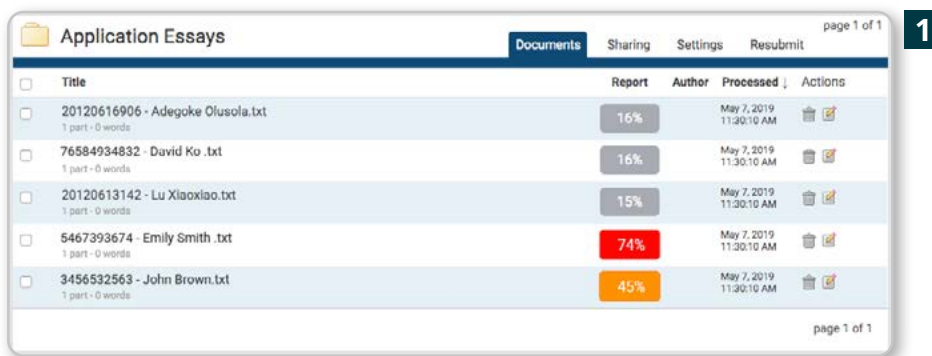 Application Essays
page 1 of 1
1
Documents Sharing Settings Resubmit
Title Report Author Processed ↓ Actions
20120616906 - Adegoke Olusola.txt
1 part - 0 words
16%
May 7, 2019
11:30:10 AM
76584934832 - David Ko .txt
1 part - 0 words
16%
May 7, 2019
11:30:10 AM
20120613142 - Lu Xiaoxiao.txt
1 part - 0 words
15%
May 7, 2019
11:30:10 AM
5467393674 - Emily Smith .txt
1 part - 0 words
74%
May 7, 2019
11:30:10 AM
3456532563 - John Brown.txt
1 part - 0 words
45%
May 7, 2019
11:30:10 AM
page 1 of 1